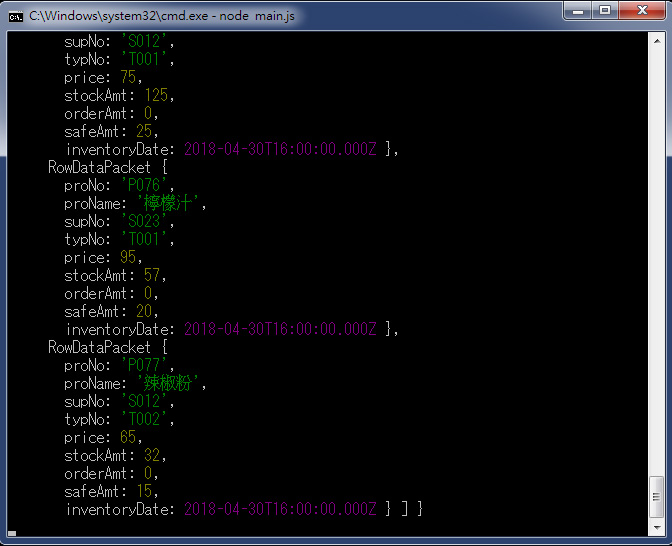 C:\Windows\system32\cmd.exe - node main.js
supNo: 'S012',
typNo: 'T001',
price: 75,
stockAmt: 125,
orderAmt: 0,
safeAmt: 25,
inventoryDate: 2018-04-30T16:00:00.000Z },
RowDataPacket {
proNo: 'P076',
proName: '檸檬汁',
supNo: 'S023',
typNo: 'T001',
price: 95,
stockAmt: 57,
orderAmt: 0,
safeAmt: 20,
inventoryDate: 2018-04-30T16:00:00.000Z },
RowDataPacket {
proNo: 'P077',
proName: '辣椒粉',
supNo: 'S012',
typNo: 'T002',
price: 65,
stockAmt: 32,
orderAmt: 0,
safeAmt: 15,
inventoryDate: 2018-04-30T16:00:00.000Z } ] }